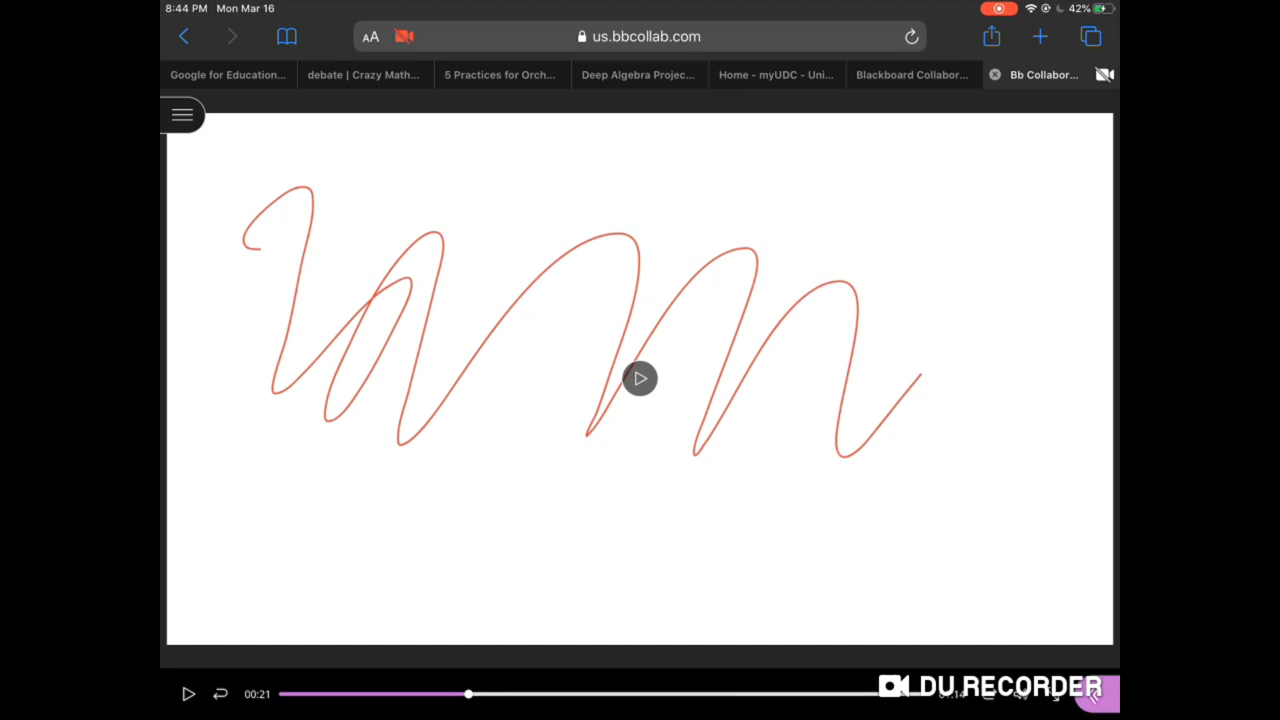 8:44 PM Mon Mar 16
42%
AA
us.bbcollab.com
Google for Education...
debate | Crazy Math...
5 Practices for Orch...
Deep Algebra Projec...
Home - myUDC - Uni...
Blackboard Collabor...
Bb Collabor...
00:21
DU RECORDER